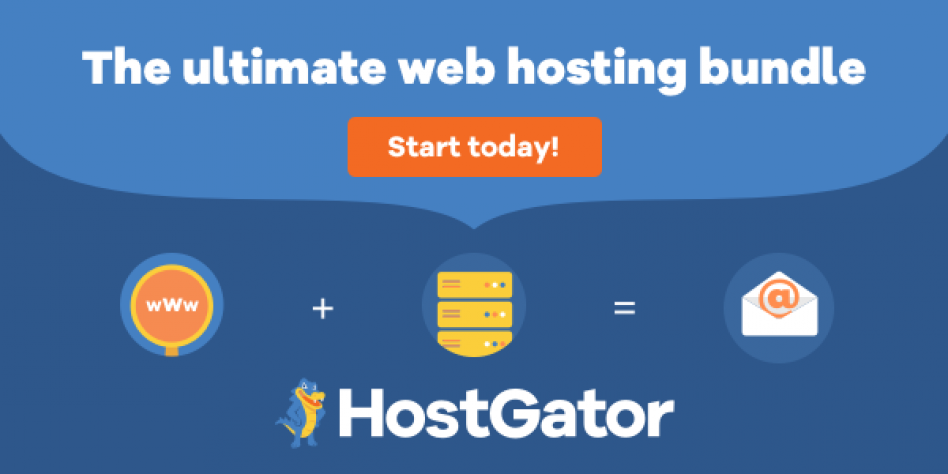 The ultimate web hosting bundle
Start today!
wWw
+ =
@
HostGator